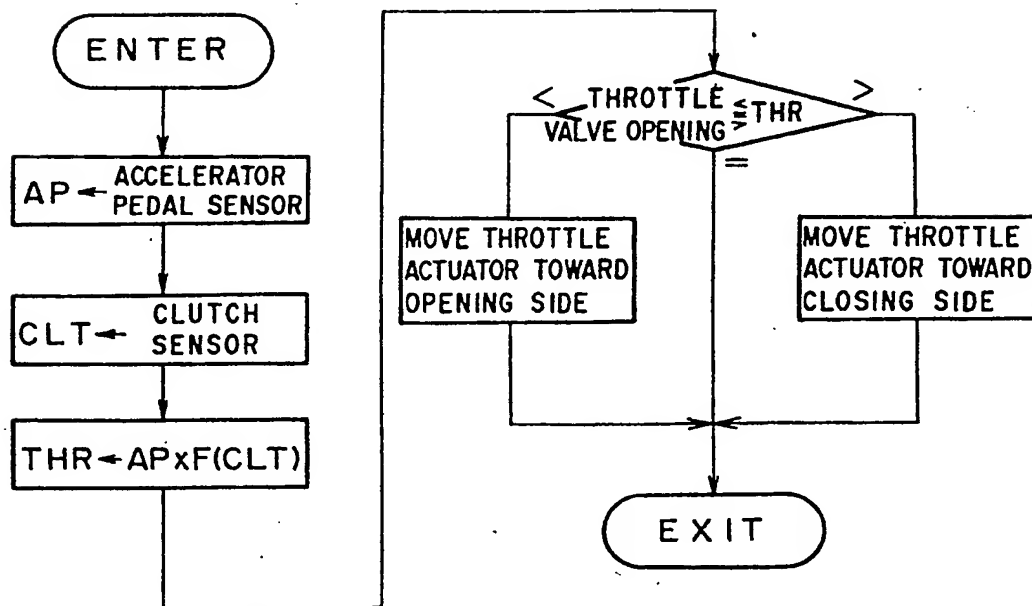 ENTER
AP← ACCELERATOR
PEDAL SENSOR
CLT← CLUTCH
SENSOR
THR←APxF(CLT)
< THROTTLE
VALVE OPENING ⪋ THR >
=
MOVE THROTTLE
ACTUATOR TOWARD
OPENING SIDE
MOVE THROTTLE
ACTUATOR TOWARD
CLOSING SIDE
EXIT